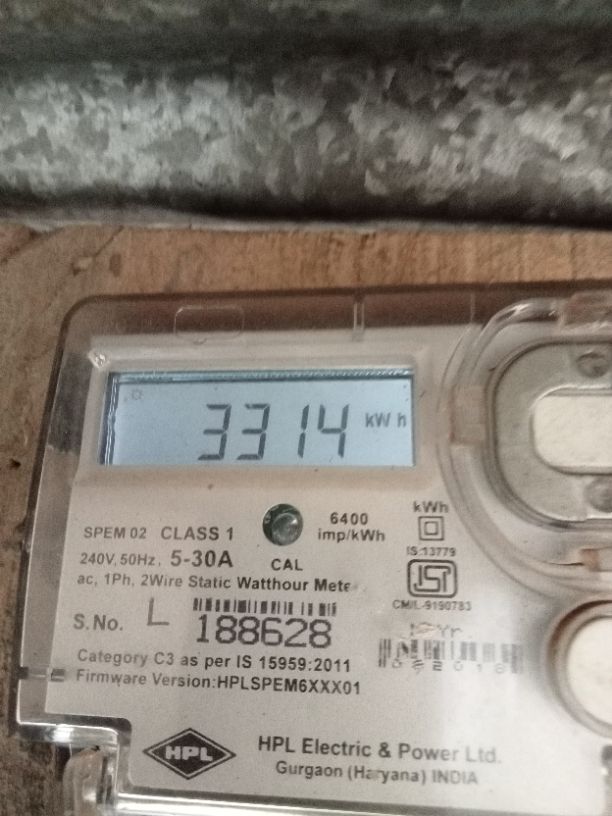 3314 kWh
SPEM 02 CLASS 1
6400
imp/kWh
kWh
240V, 50Hz, 5-30A
CAL
IS:13779
ac, 1Ph, 2Wire Static Watthour Meter
CM/L-9190783
S.No. L 188628
Category C3 as per IS 15959:2011
Firmware Version:HPLSPEM6XXX01
HPL
HPL Electric & Power Ltd.
Gurgaon (Haryana) INDIA